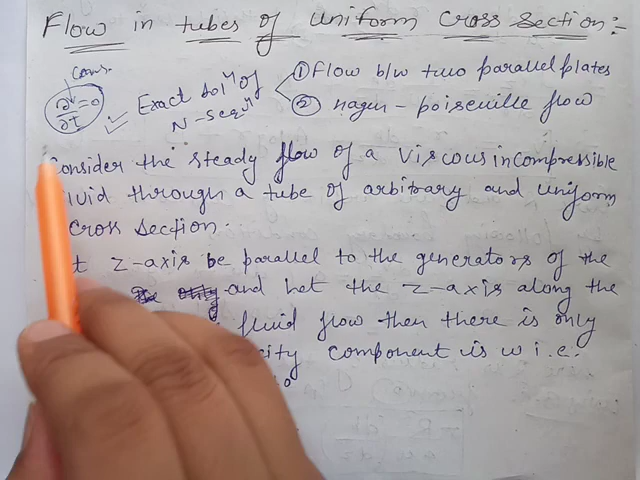 Flow in tubes of uniform cross section:-
cons.
∂/∂t = 0
Exact solⁿ of
N-seqⁿ
① Flow b/w two parallel plates
② Hagen - poiseuille flow
Consider the steady flow of a viscous incompressible
fluid through a tube of arbitrary and uniform
cross section.
z-axis be parallel to the generators of the
and let the z-axis along the
fluid flow then there is only
component is w i.e.